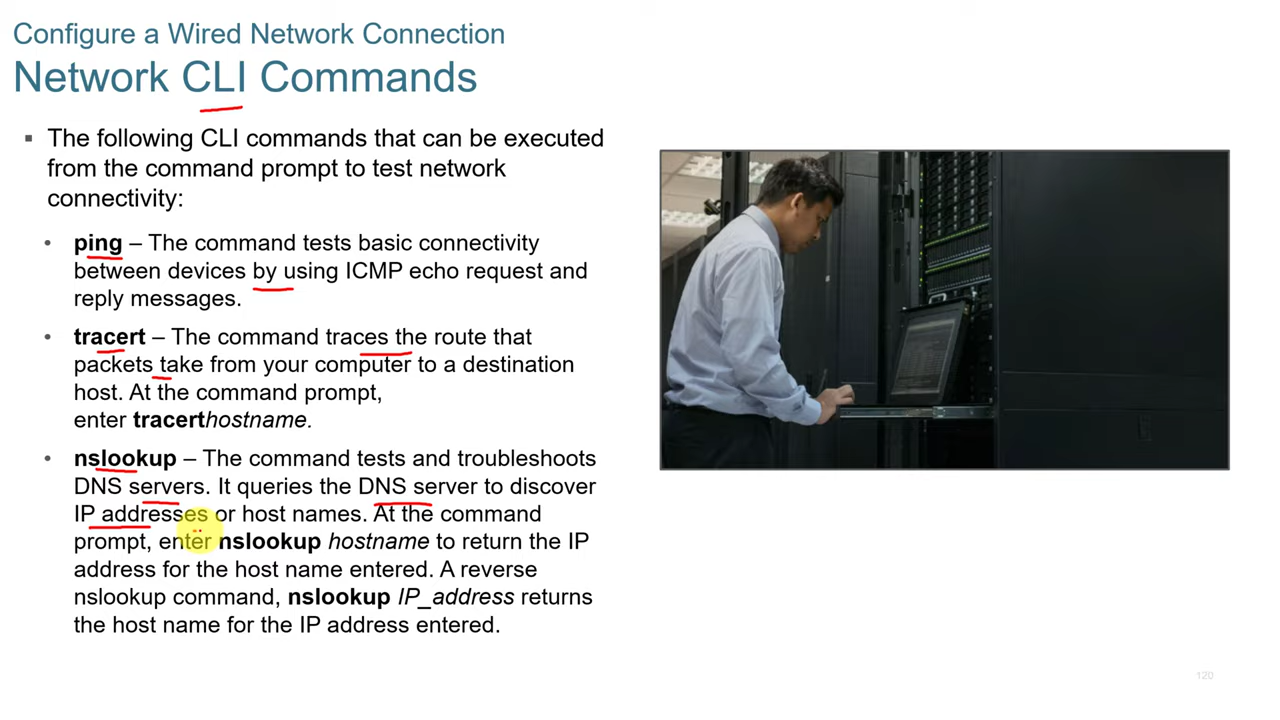 Configure a Wired Network Connection
Network CLI Commands
▪ The following CLI commands that can be executed
from the command prompt to test network
connectivity:
• ping – The command tests basic connectivity
between devices by using ICMP echo request and
reply messages.
• tracert – The command traces the route that
packets take from your computer to a destination
host. At the command prompt,
enter tracerthostname.
• nslookup – The command tests and troubleshoots
DNS servers. It queries the DNS server to discover
IP addresses or host names. At the command
prompt, enter nslookup hostname to return the IP
address for the host name entered. A reverse
nslookup command, nslookup IP_address returns
the host name for the IP address entered.
120